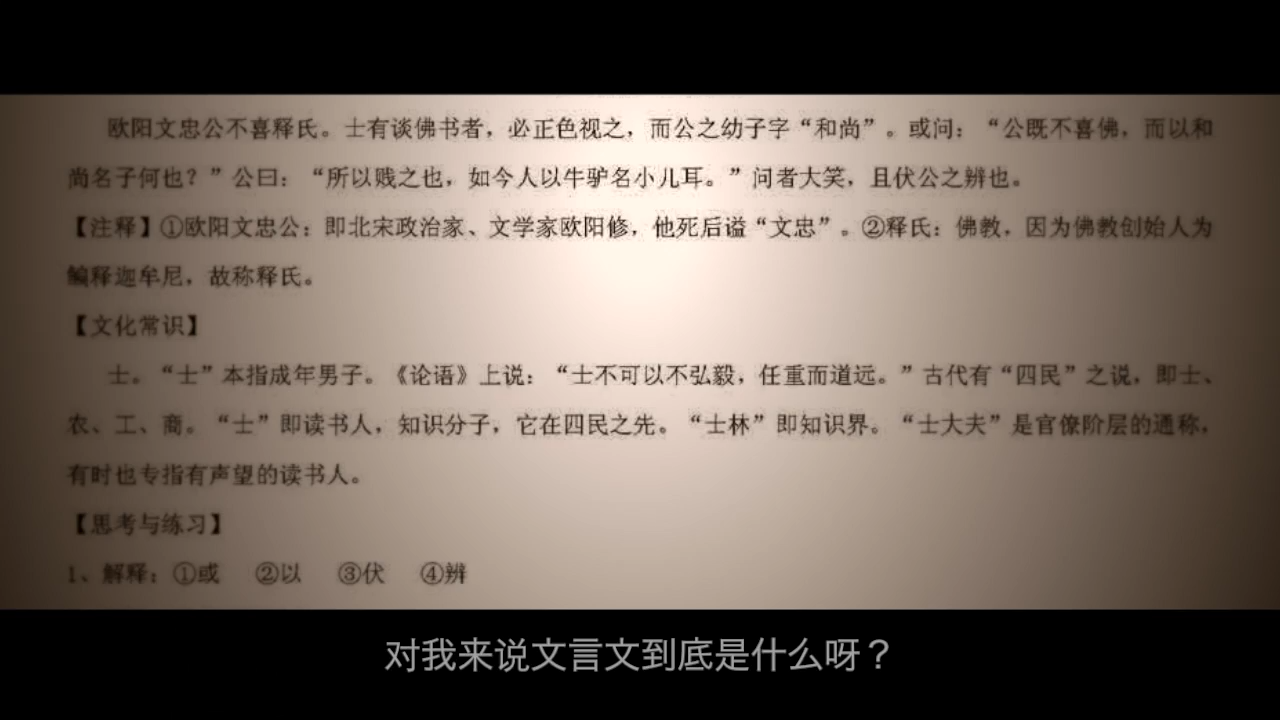 欧阳文忠公不喜释氏。士有谈佛书者，必正色视之，而公之幼子字“和尚”。或问：“公既不喜佛，而以和
尚名子何也？”公曰：“所以贱之也，如今人以牛驴名小儿耳。”问者大笑，且伏公之辨也。
【注释】①欧阳文忠公：即北宋政治家、文学家欧阳修，他死后谥“文忠”。②释氏：佛教，因为佛教创始人为
释迦牟尼，故称释氏。
【文化常识】
士。“士”本指成年男子。《论语》上说：“士不可以不弘毅，任重而道远。”古代有“四民”之说，即士、
农、工、商。“士”即读书人，知识分子，它在四民之先。“士林”即知识界。“士大夫”是官僚阶层的通称，
有时也专指有声望的读书人。
【思考与练习】
1、解释：①或 ②以 ③伏 ④辨
对我来说文言文到底是什么呀？